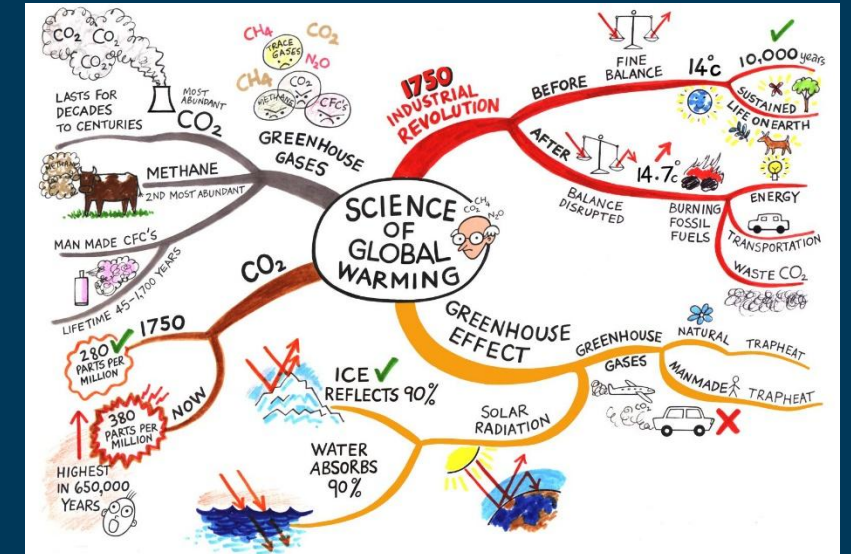 SCIENCE
OF
GLOBAL
WARMING
CH4
CO2 N2O
1750
INDUSTRIAL
REVOLUTION
BEFORE
FINE
BALANCE
14°C
10,000 years
SUSTAINED
LIFE ON EARTH
AFTER
BALANCE
DISRUPTED
14.7°C
BURNING
FOSSIL
FUELS
ENERGY
TRANSPORTATION
WASTE CO2
GREENHOUSE
EFFECT
GREENHOUSE
GASES
NATURAL
TRAPHEAT
MANMADE
TRAPHEAT
CO2
SOLAR
RADIATION
ICE
REFLECTS 90%
WATER
ABSORBS
90%
CO2
1750
280
PARTS PER
MILLION
NOW
380
PARTS PER
MILLION
HIGHEST
IN 650,000
YEARS
GREENHOUSE
GASES
CH4
CO2
TRACE
GASES
N2O
CH4
CO2
METHANE
CFC's
CO2 CO2
CO2
MOST
ABUNDANT
CO2
LASTS FOR
DECADES
TO CENTURIES
METHANE
2ND MOST ABUNDANT
MAN MADE CFC'S
LIFETIME 45-1,700 YEARS